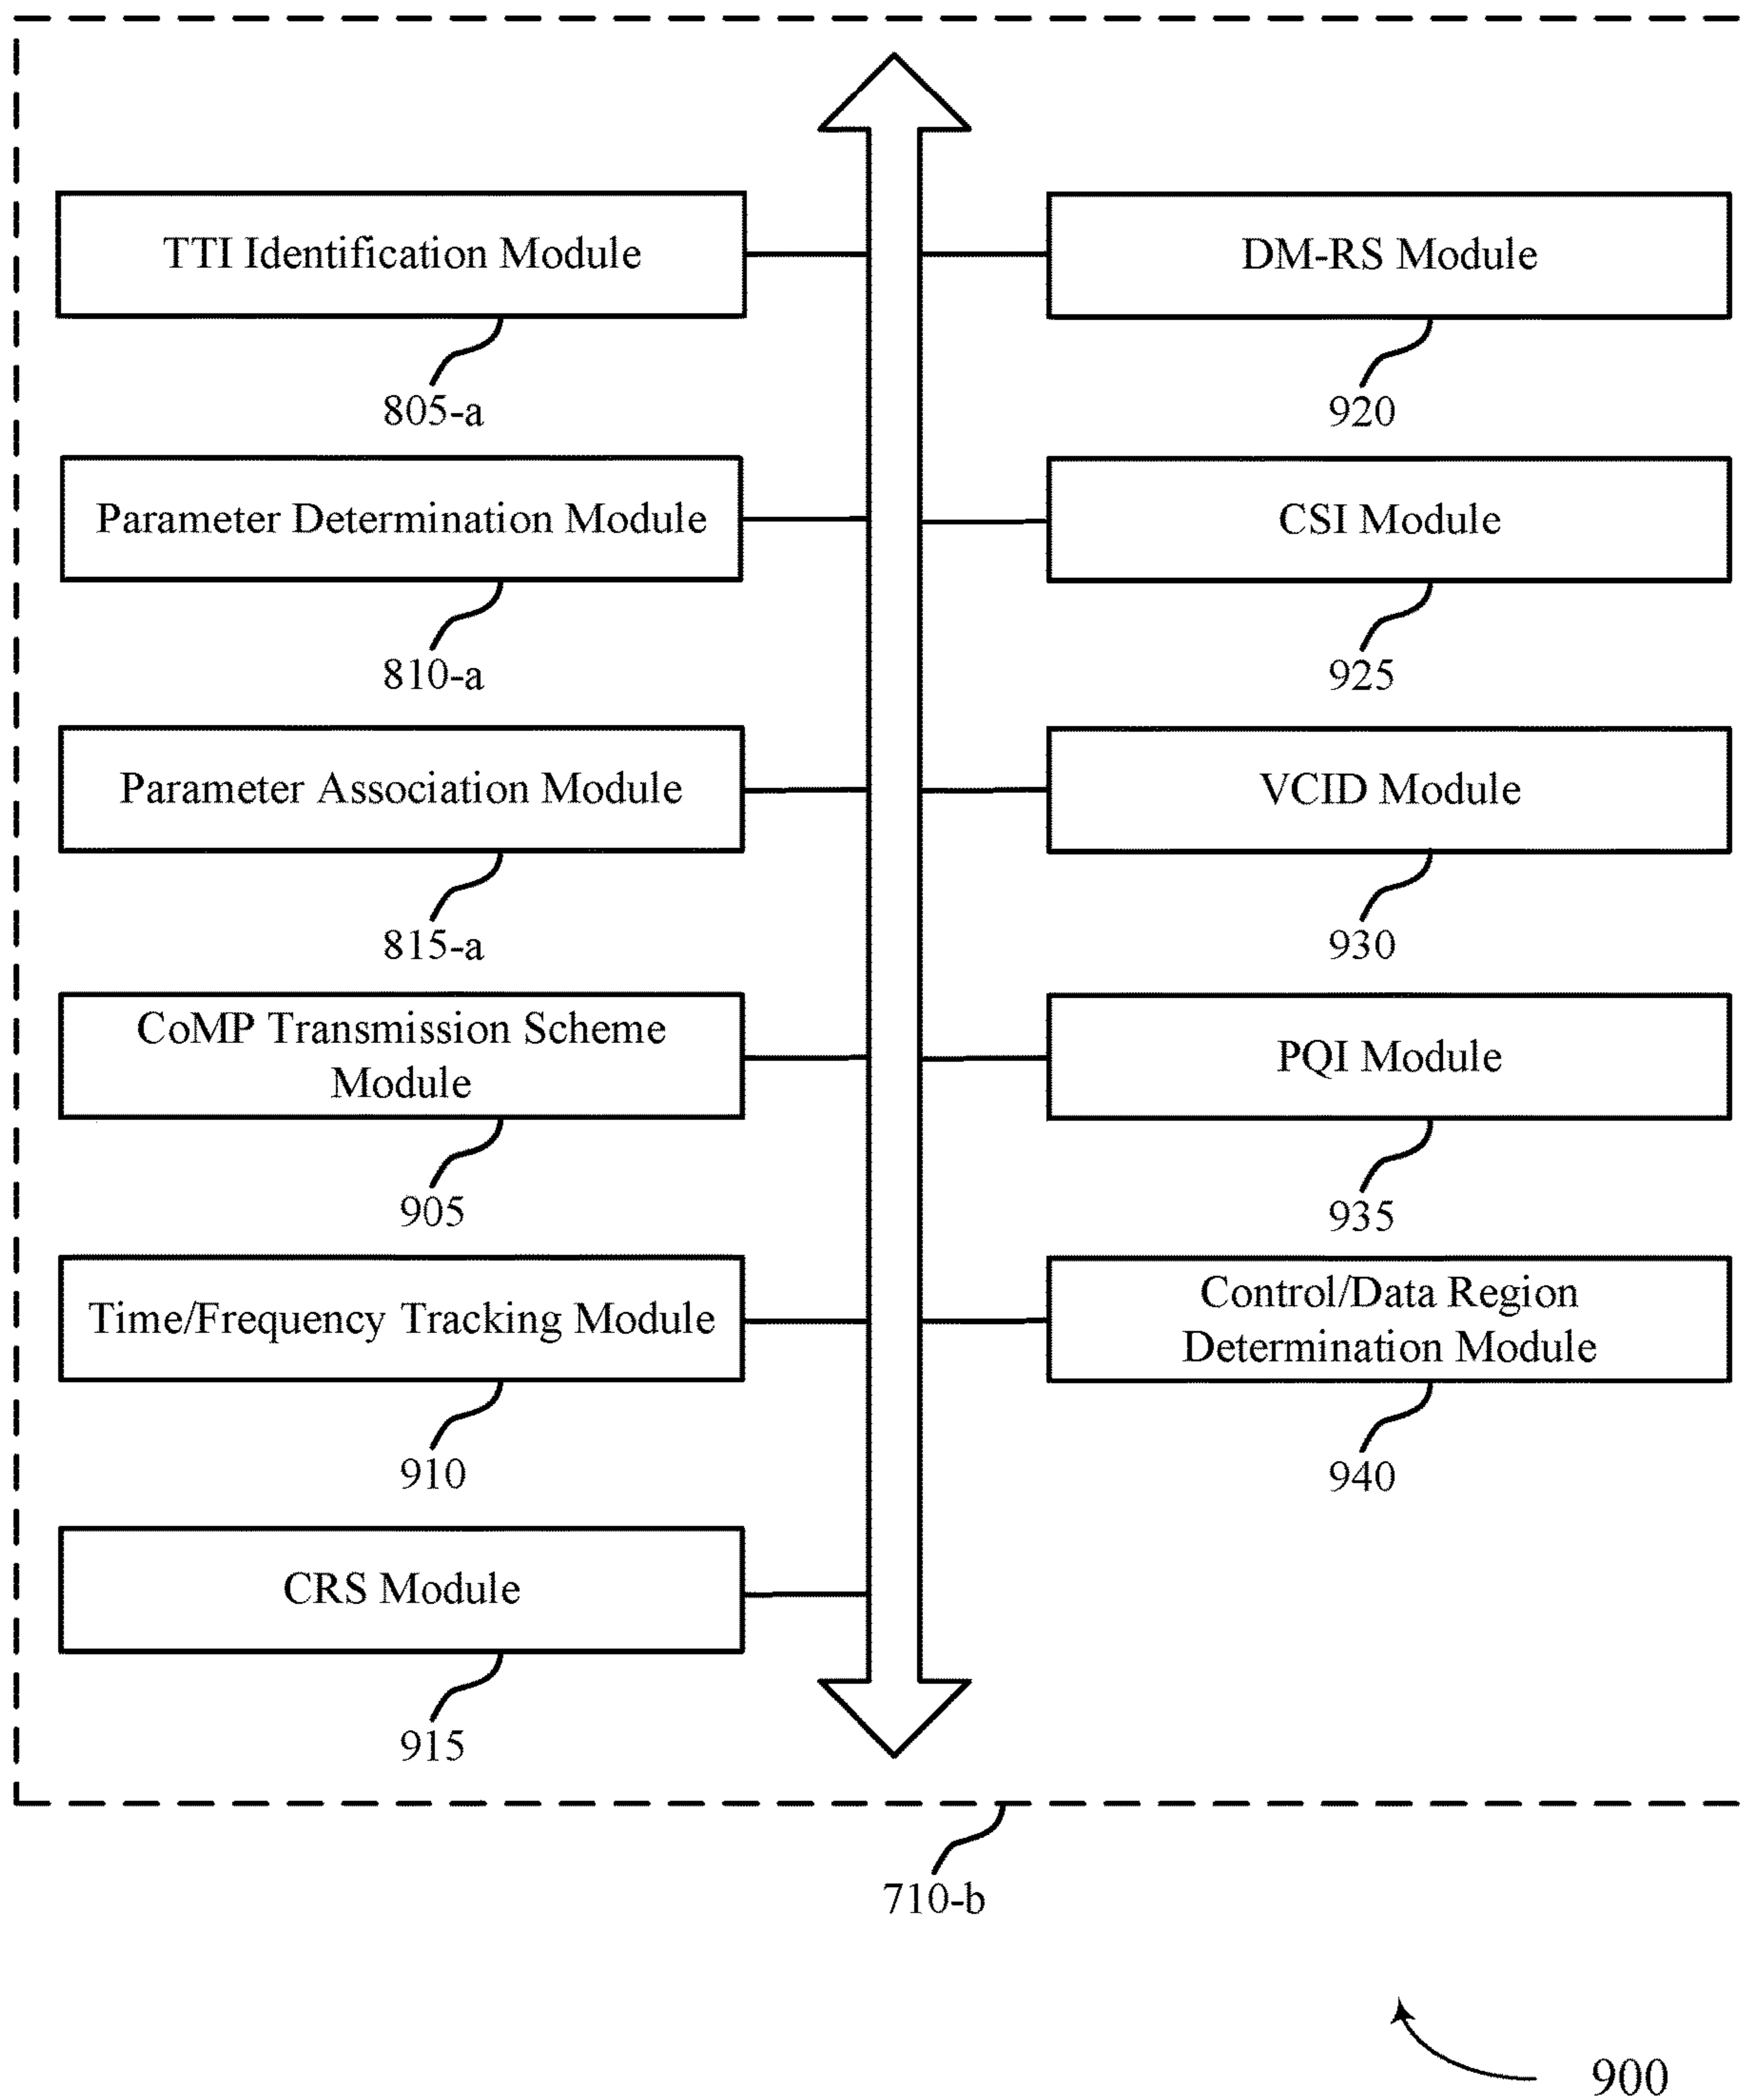 TTI Identification Module
805-a
Parameter Determination Module
810-a
Parameter Association Module
815-a
CoMP Transmission Scheme
Module
905
Time/Frequency Tracking Module
910
CRS Module
915
DM-RS Module
920
CSI Module
925
VCID Module
930
PQI Module
935
Control/Data Region
Determination Module
940
710-b
900